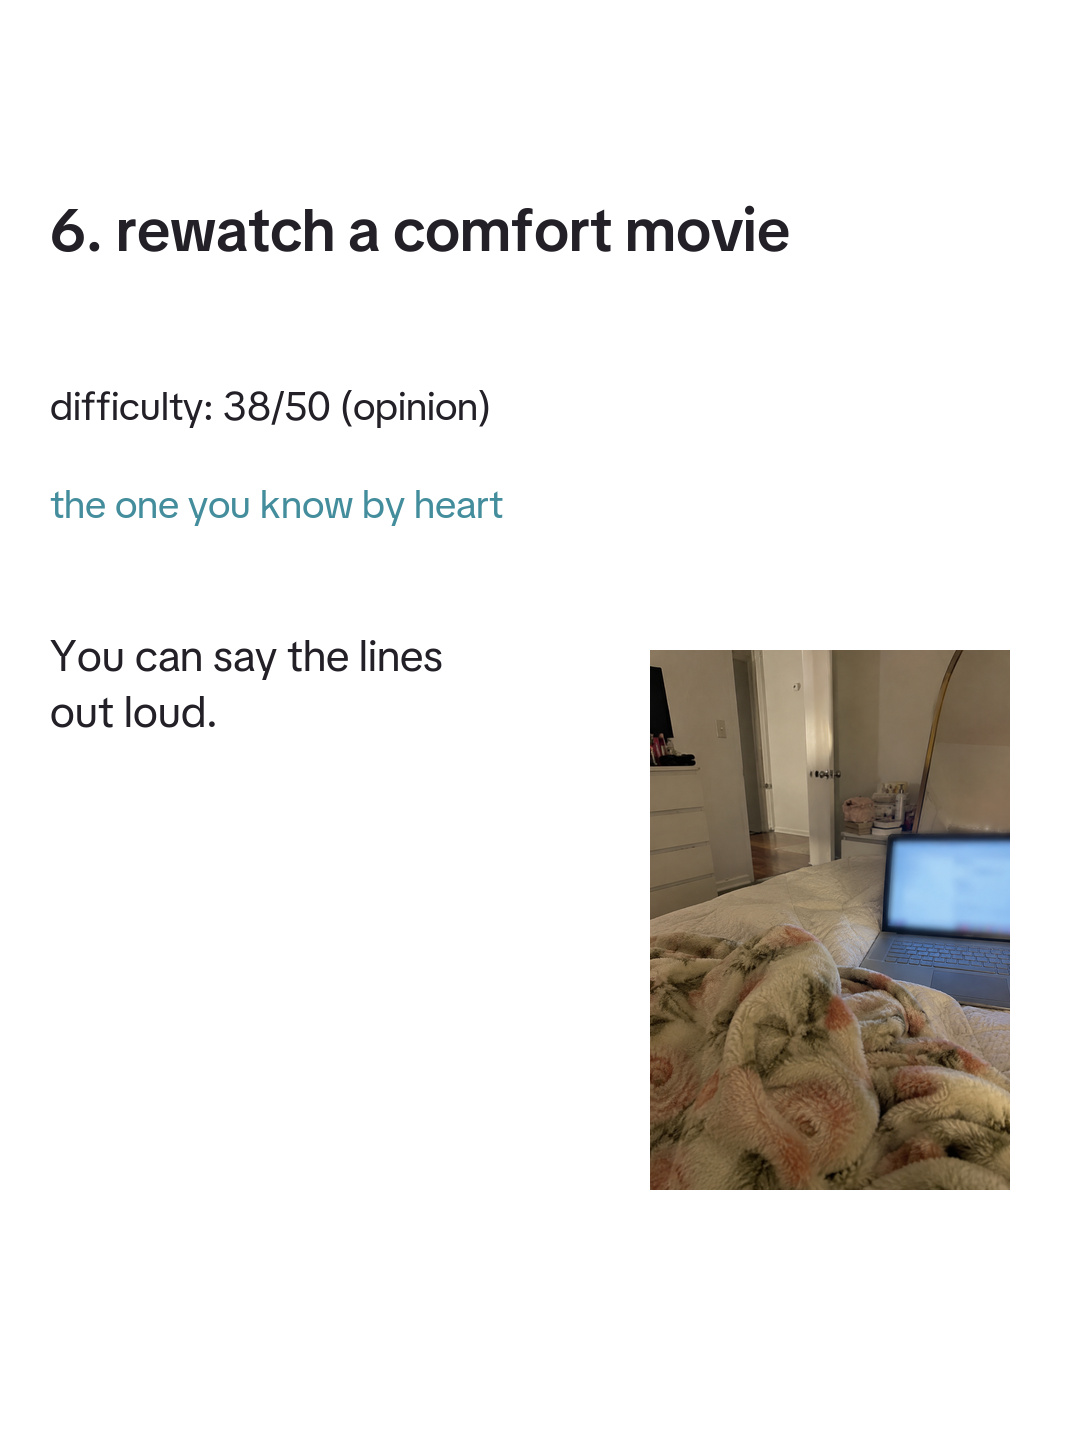 6. rewatch a comfort movie
difficulty: 38/50 (opinion)
the one you know by heart
You can say the lines
out loud.